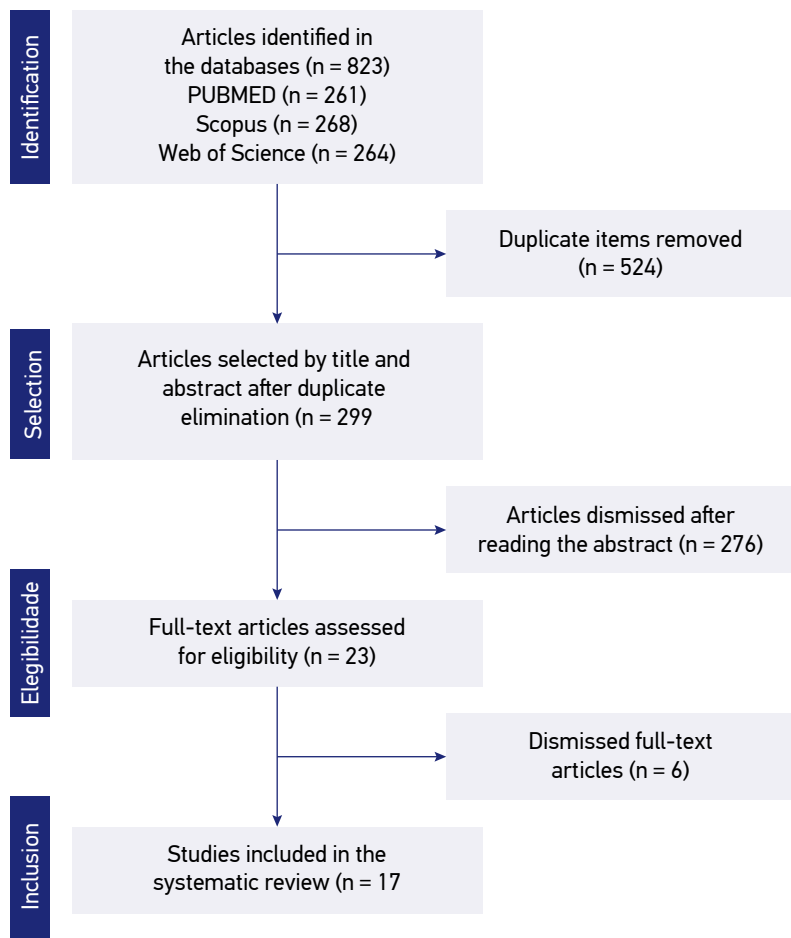 Identification
Articles identified in
the databases (n = 823)
PUBMED (n = 261)
Scopus (n = 268)
Web of Science (n = 264)
Duplicate items removed
(n = 524)
Selection
Articles selected by title and
abstract after duplicate
elimination (n = 299
Articles dismissed after
reading the abstract (n = 276)
Elegibilidade
Full-text articles assessed
for eligibility (n = 23)
Dismissed full-text
articles (n = 6)
Inclusion
Studies included in the
systematic review (n = 17